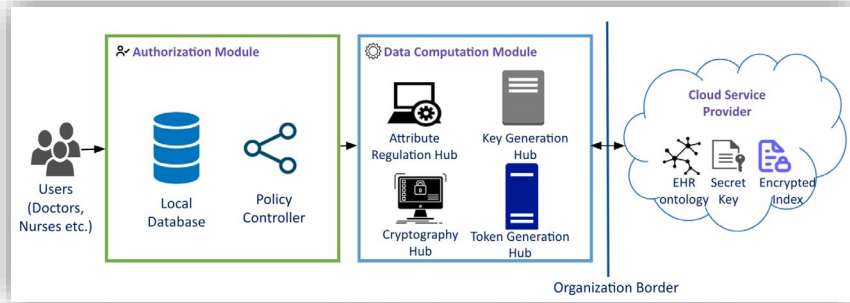 Authorization Module
Data Computation Module
Cloud Service
Provider
Users
(Doctors,
Nurses etc.)
Local
Database
Policy
Controller
Attribute
Regulation Hub
Key Generation
Hub
Cryptography
Hub
Token Generation
Hub
EHR
ontology
Secret
Key
Encrypted
Index
Organization Border